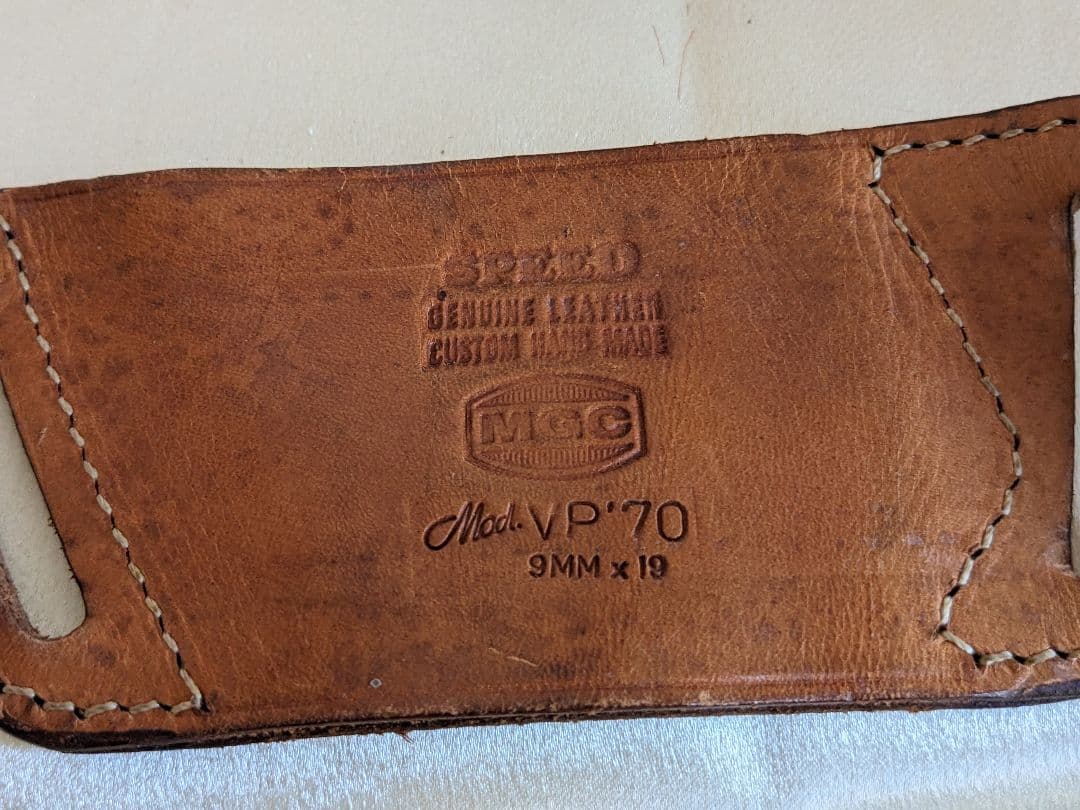 SPEED
GENUINE LEATHER
CUSTOM HAND MADE
MGC
Mod. VP'70
9MM x 19